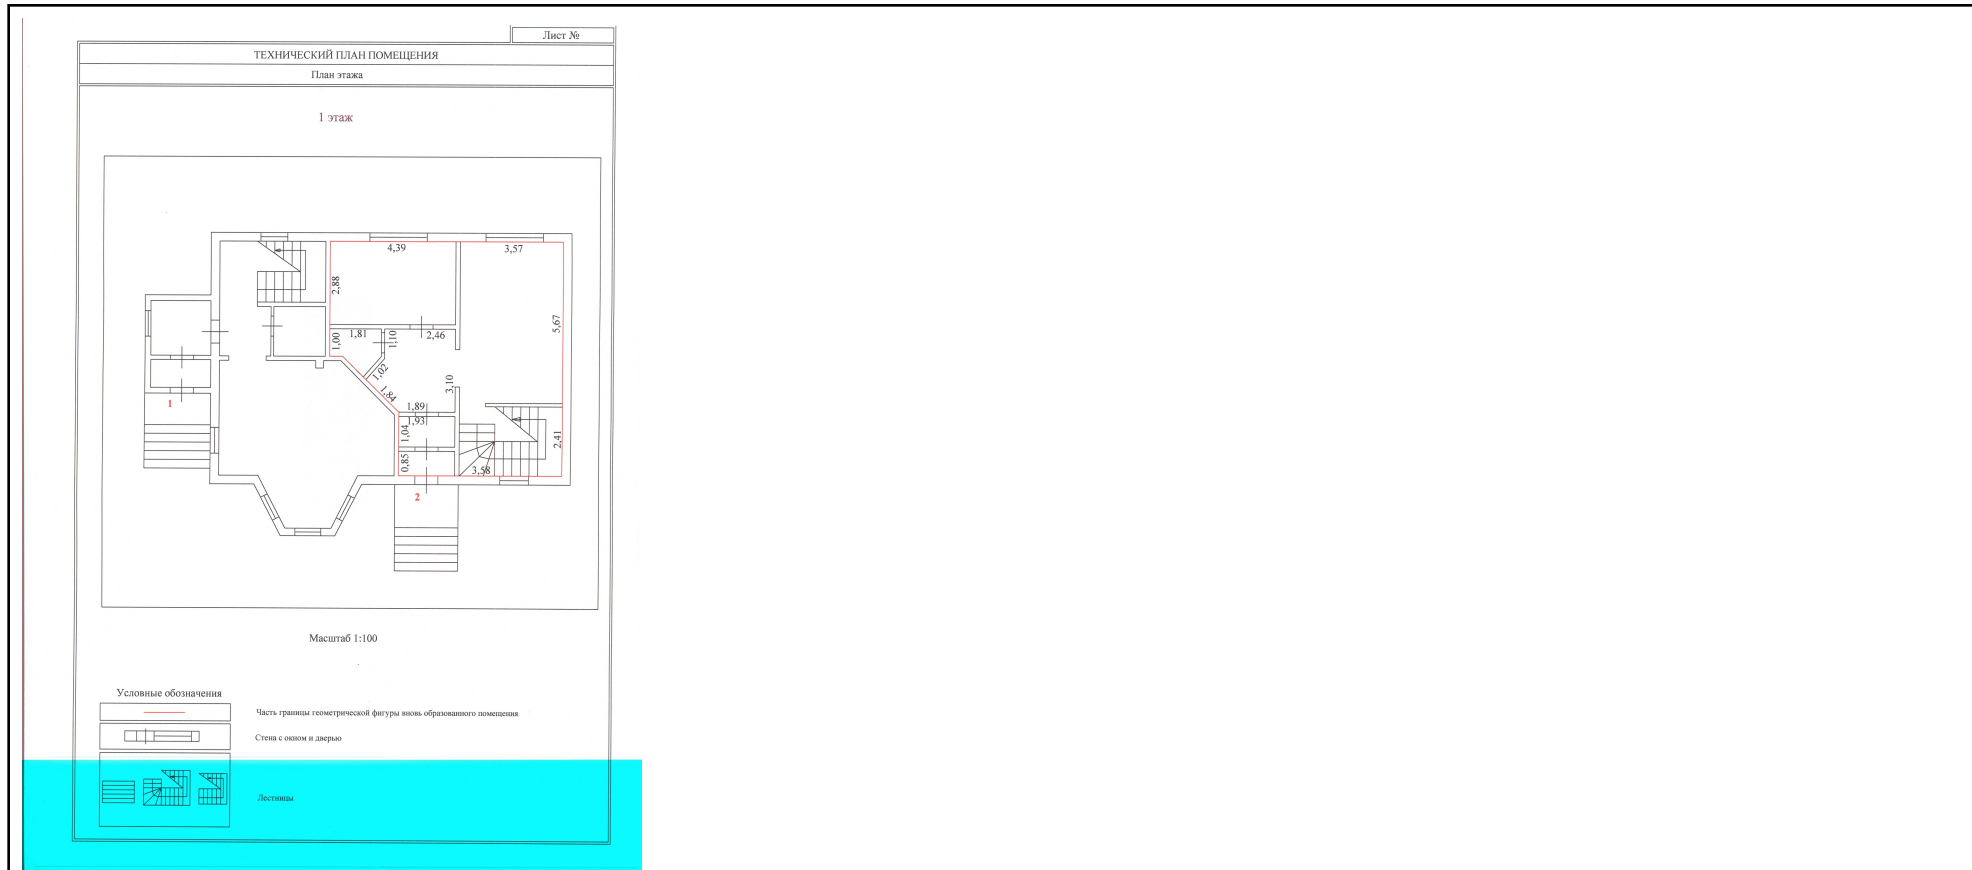 Лист №
ТЕХНИЧЕСКИЙ ПЛАН ПОМЕЩЕНИЯ
План этажа
1 этаж
4,39
3,57
2,88
5,67
1,00
1,81
1,10
2,46
1,02
3,10
1,84
1
1,89
1,93
1,04
2,41
0,85
3,58
2
Масштаб 1:100
Условные обозначения
Часть границы геометрической фигуры вновь образованного помещения
Стена с окном и дверью
Лестницы